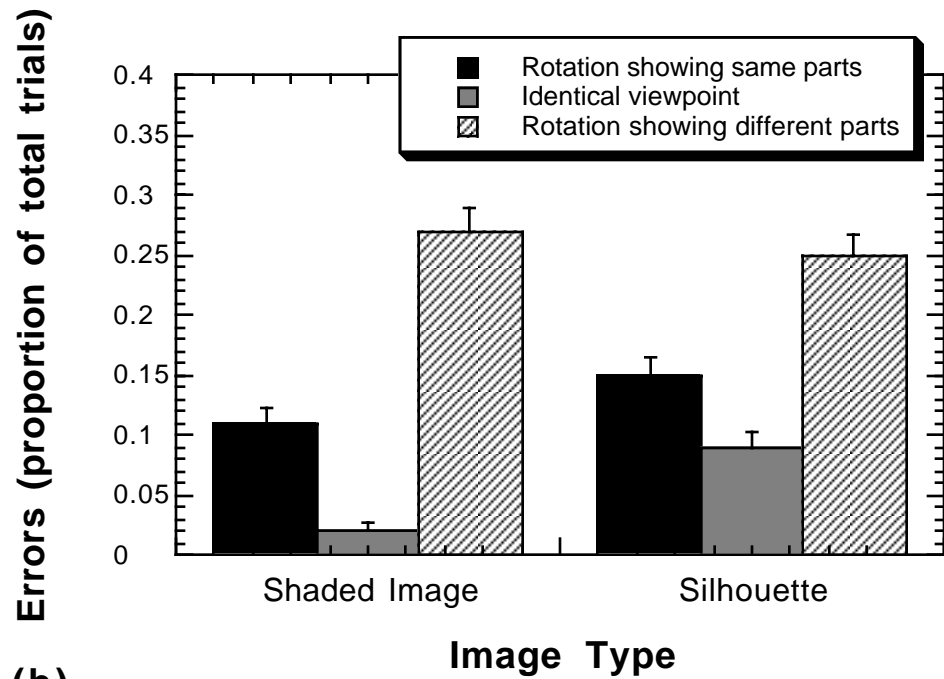 Errors (proportion of total trials)
Rotation showing same parts
Identical viewpoint
Rotation showing different parts
0.4
0.35
0.3
0.25
0.2
0.15
0.1
0.05
0
Shaded Image Silhouette
Image Type
(b)